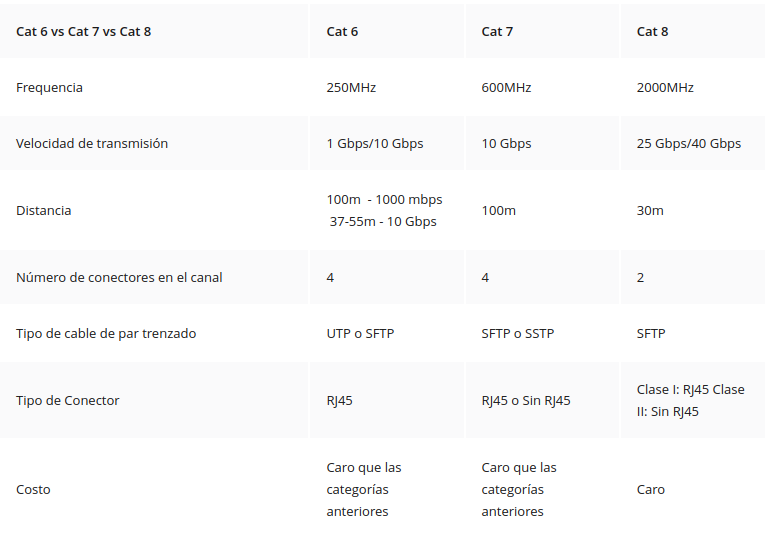 Cat 6 vs Cat 7 vs Cat 8 Cat 6 Cat 7 Cat 8
Frequencia 250MHz 600MHz 2000MHz
Velocidad de transmisión 1 Gbps/10 Gbps 10 Gbps 25 Gbps/40 Gbps
Distancia 100m - 1000 mbps 37-55m - 10 Gbps 100m 30m
Número de conectores en el canal 4 4 2
Tipo de cable de par trenzado UTP o SFTP SFTP o SSTP SFTP
Tipo de Conector RJ45 RJ45 o Sin RJ45 Clase I: RJ45 Clase II: Sin RJ45
Costo Caro que las categorías anteriores Caro que las categorías anteriores Caro